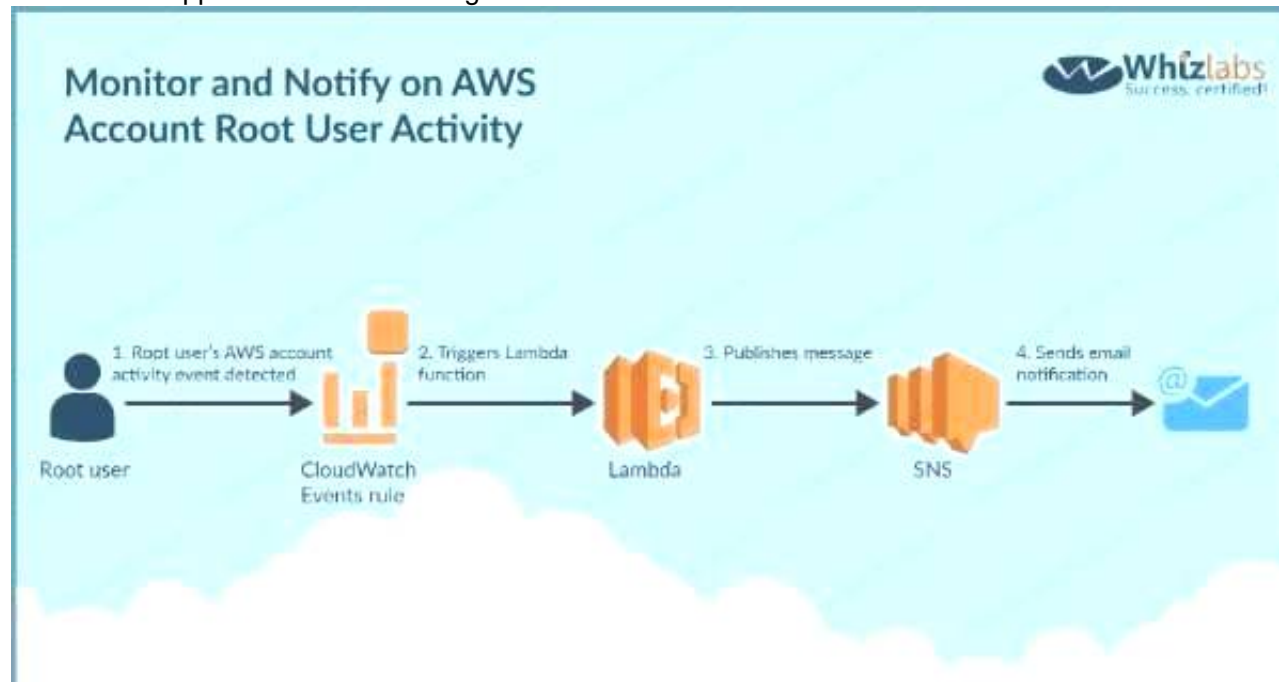 Monitor and Notify on AWS
Account Root User Activity
Whizlabs
Success. certified!
1. Root user's AWS account
activity event detected
2. Triggers Lambda
function
3. Publishes message
4. Sends email
notification
@
Root user
CloudWatch
Events rule
Lambda
SNS